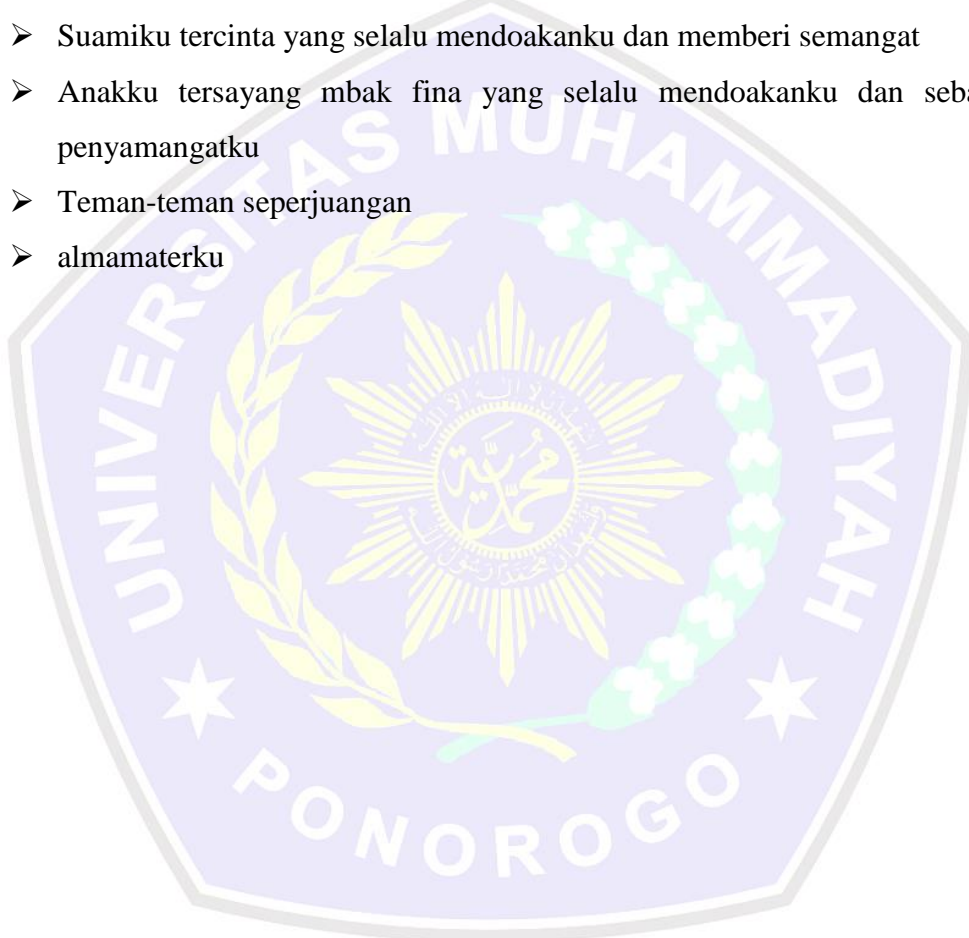 ➢ Suamiku tercinta yang selalu mendoakanku dan memberi semangat
➢ Anakku tersayang mbak fina yang selalu mendoakanku dan seba
penyamangatku
➢ Teman-teman seperjuangan
➢ almamaterku
UNIVERSITAS MUHAMMADIYAH
محمدية
PONOROGO